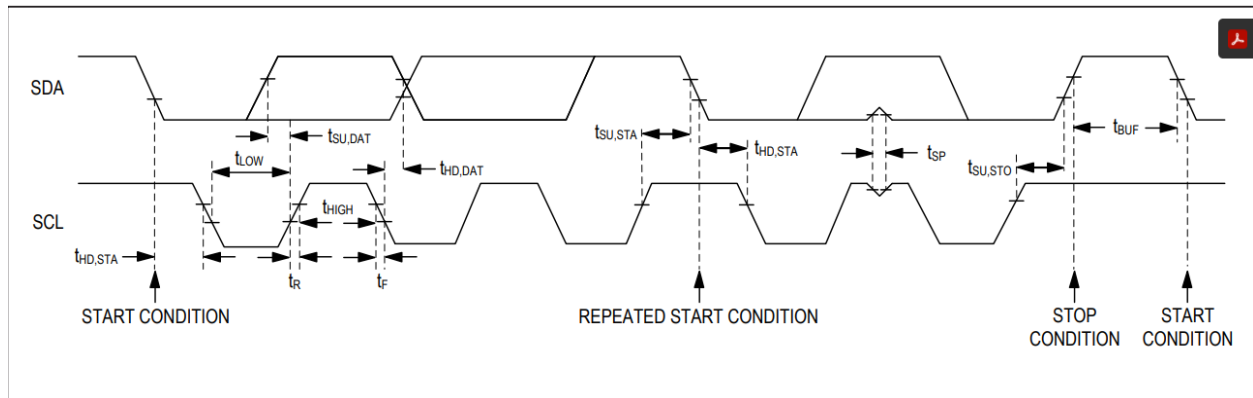 SDA
tSU,DAT
tLOW
tHD,DAT
tSU,STA
tHD,STA
tSP
tSU,STO
tBUF
SCL
tHIGH
tHD,STA
tR
tF
START CONDITION
REPEATED START CONDITION
STOP
CONDITION
START
CONDITION